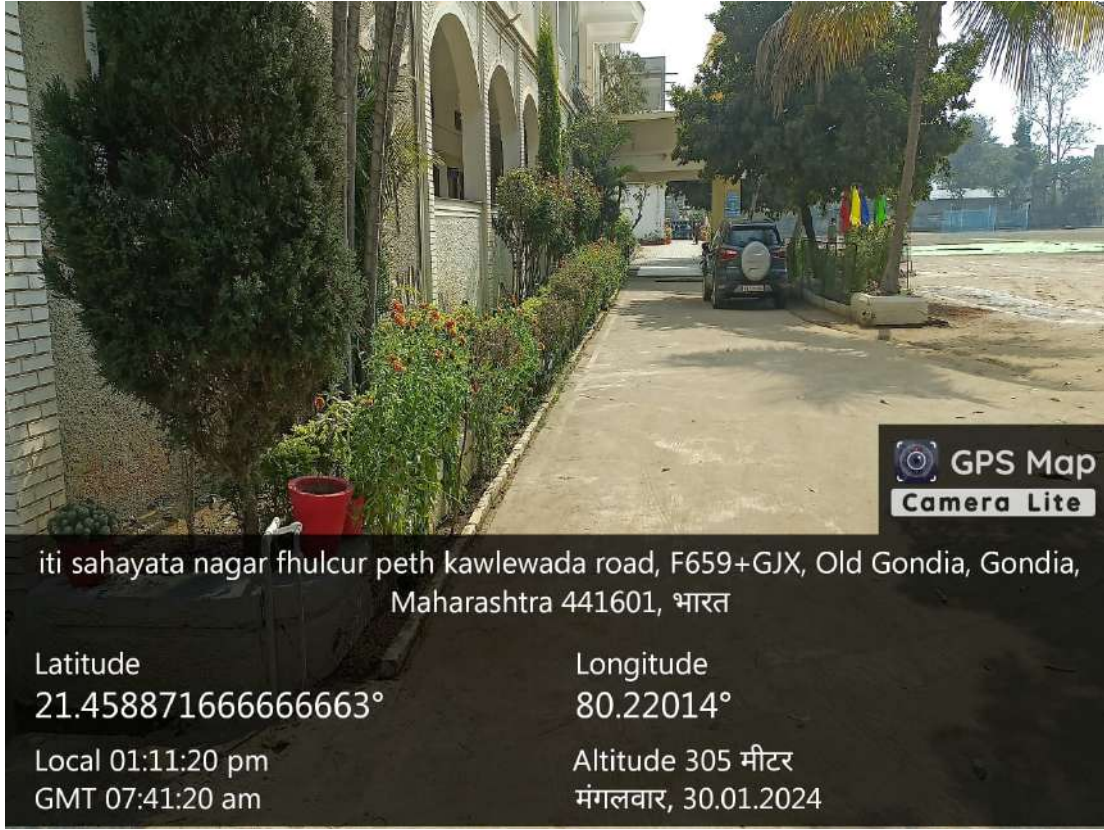 GPS Map
Camera Lite
iti sahayata nagar fhulcur peth kawlewada road, F659+GJX, Old Gondia, Gondia,
Maharashtra 441601, भारत
Latitude
21.458871666666663°
Longitude
80.22014°
Local 01:11:20 pm
GMT 07:41:20 am
Altitude 305 मीटर
मंगलवार, 30.01.2024